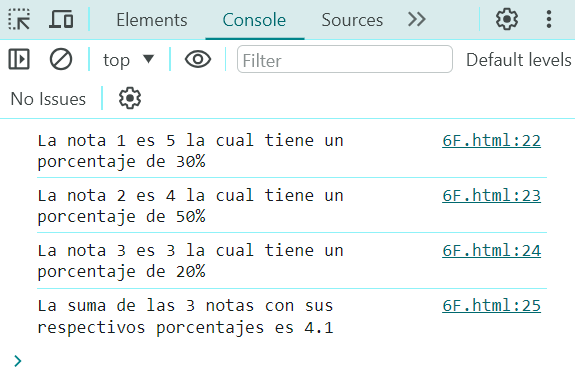 Elements Console Sources
top Filter Default levels
No Issues
La nota 1 es 5 la cual tiene un 6F.html:22
porcentaje de 30%
La nota 2 es 4 la cual tiene un 6F.html:23
porcentaje de 50%
La nota 3 es 3 la cual tiene un 6F.html:24
porcentaje de 20%
La suma de las 3 notas con sus 6F.html:25
respectivos porcentajes es 4.1